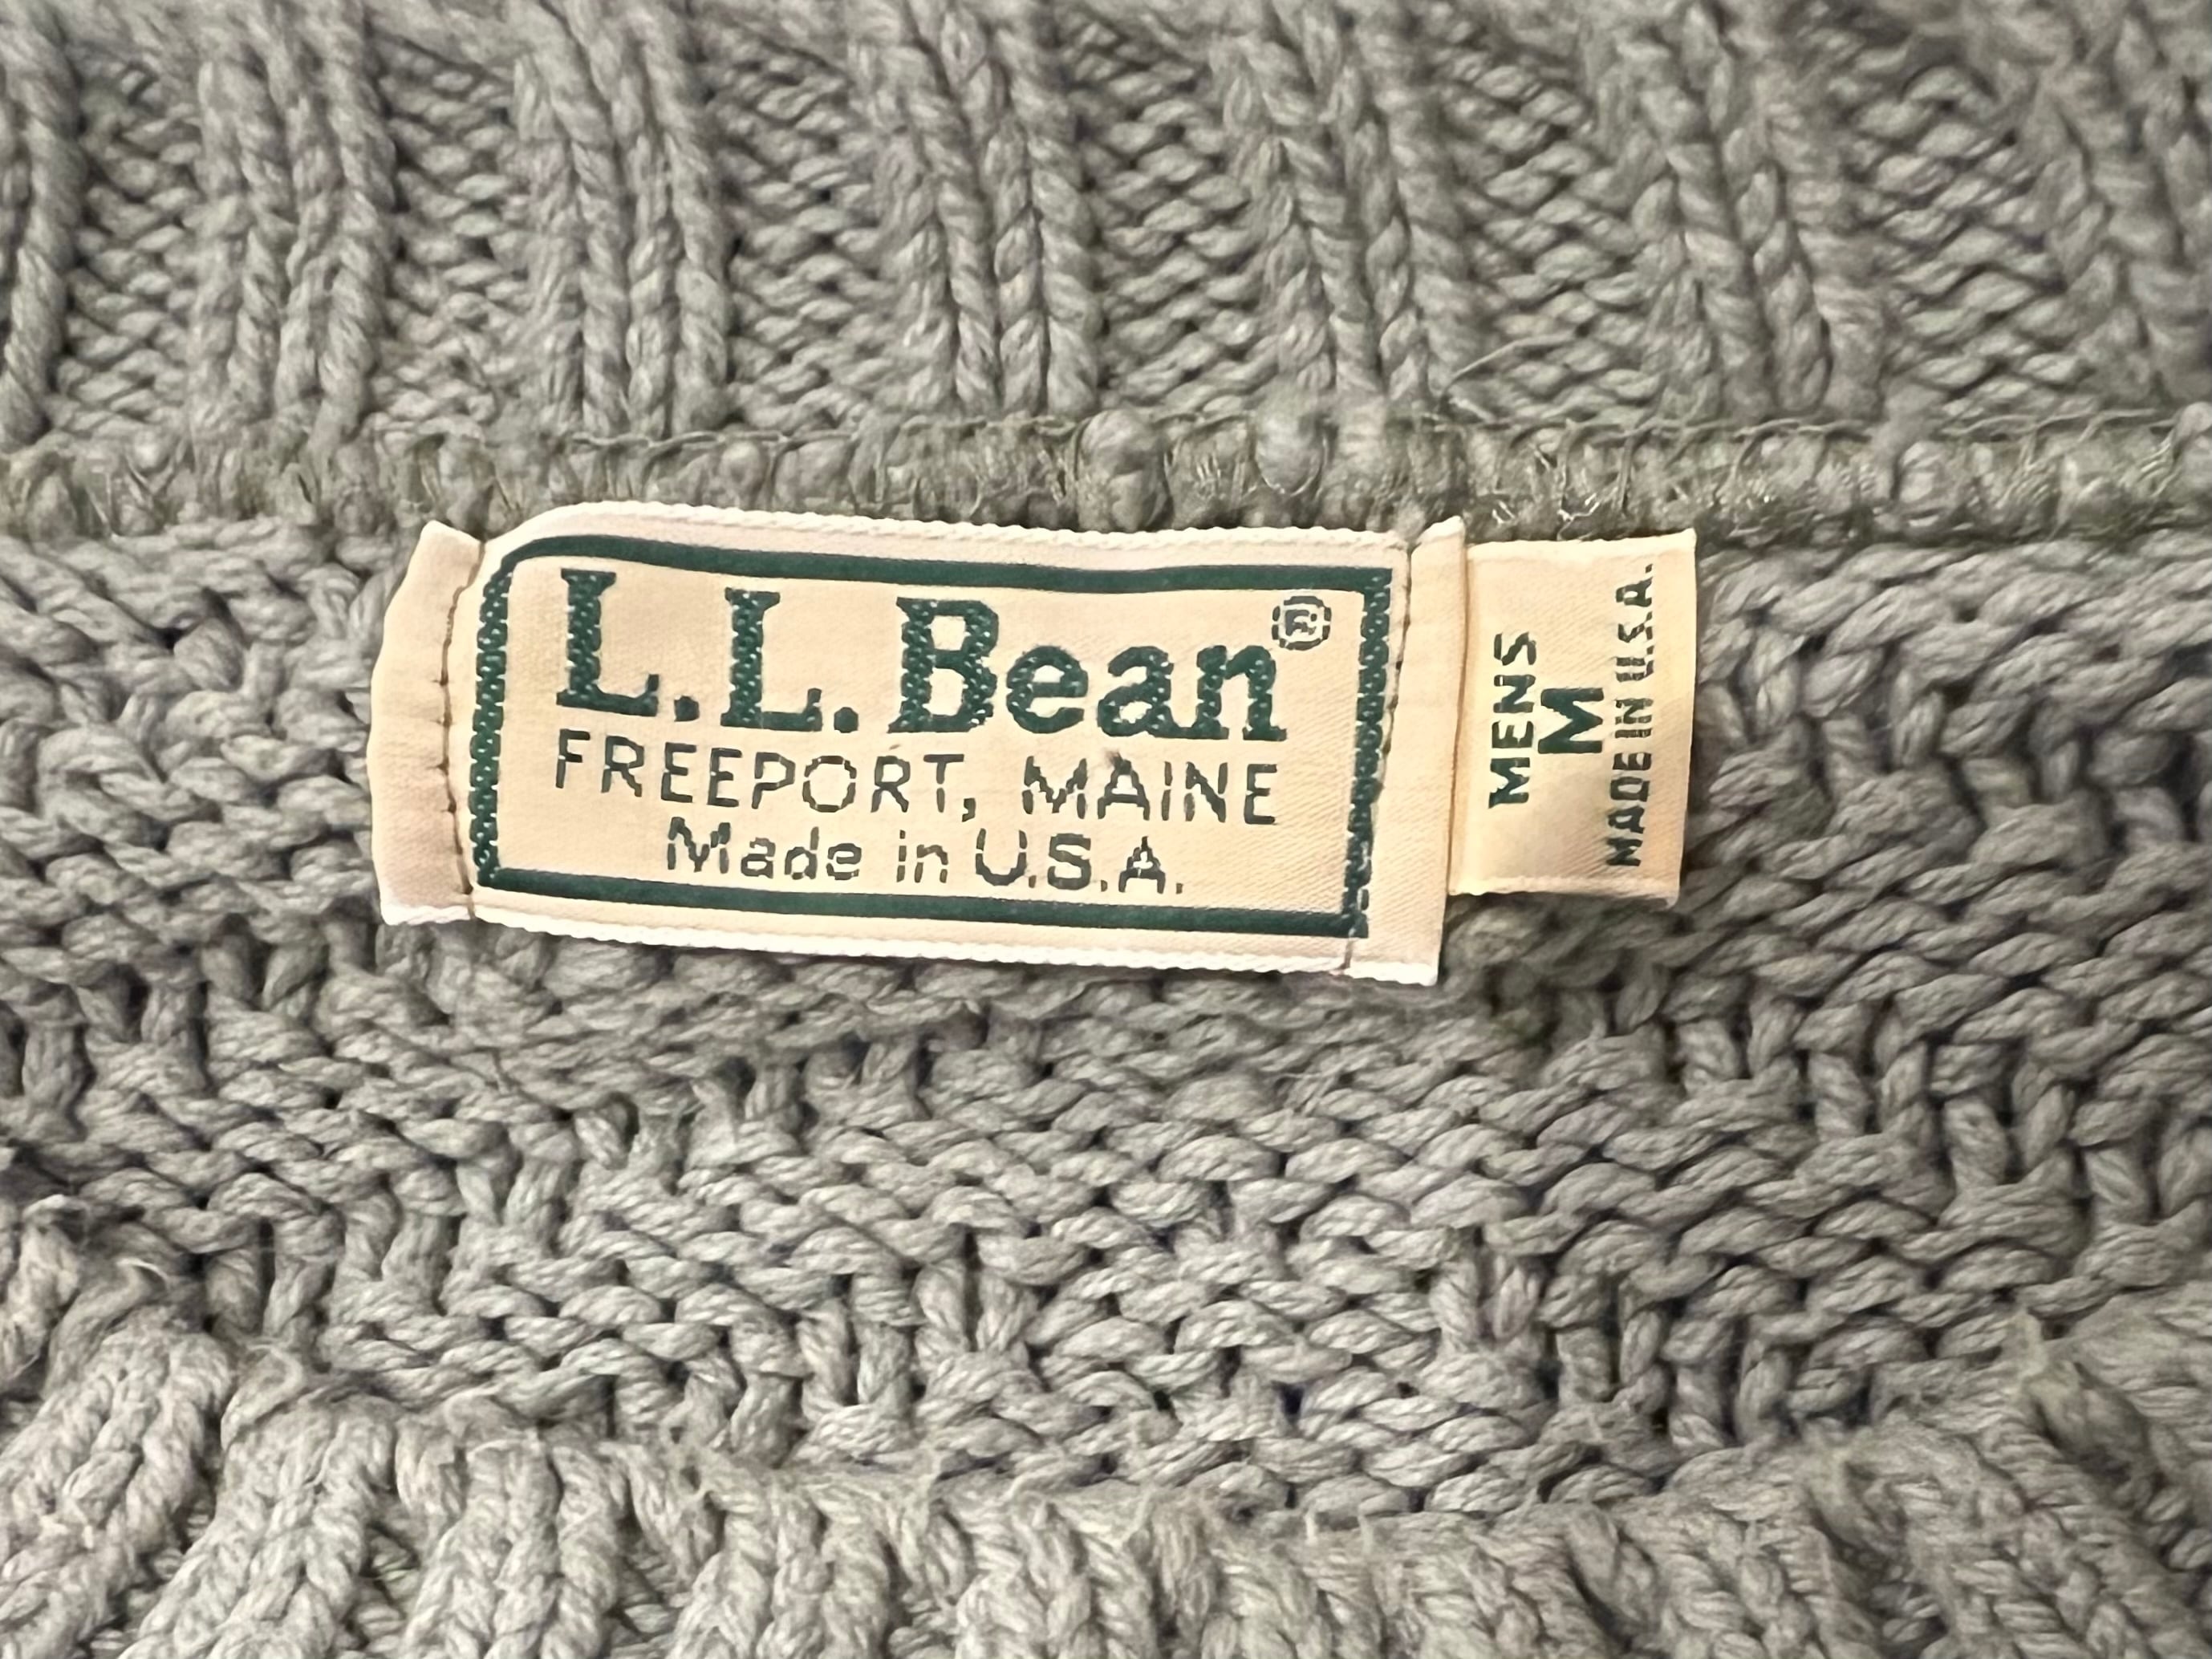 L.L.Bean®
FREEPORT, MAINE
Made in U.S.A.
MENS
M
MADE IN U.S.A.